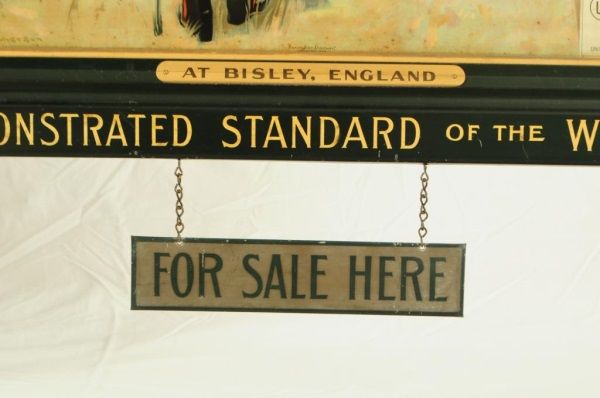 AT BISLEY, ENGLAND
ONSTRATED STANDARD OF THE W
FOR SALE HERE